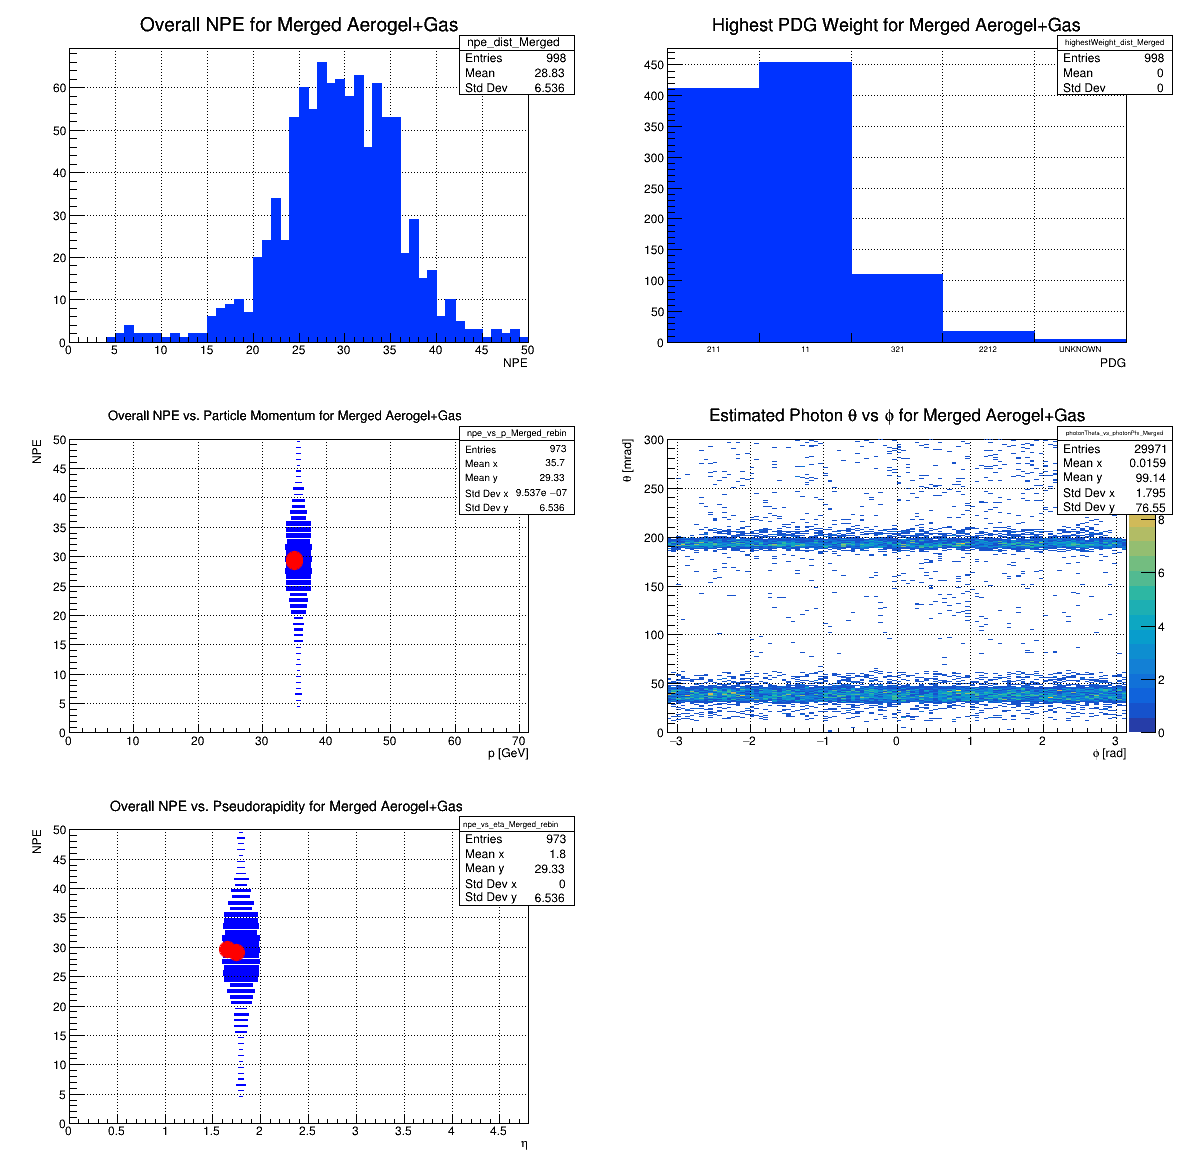 Overall NPE for Merged Aerogel+Gas
npe_dist_Merged
Entries 998
Mean 28.83
Std Dev 6.536
60
50
40
30
20
10
0
0 5 10 15 20 25 30 35 40 45 50
NPE
Highest PDG Weight for Merged Aerogel+Gas
highestWeight_dist_Merged
Entries 998
Mean 0
Std Dev 0
450
400
350
300
250
200
150
100
50
0
211 11 321 2212 UNKNOWN
PDG
Overall NPE vs. Particle Momentum for Merged Aerogel+Gas
npe_vs_p_Merged_rebin
Entries 973
Mean x 35.7
Mean y 29.33
Std Dev x 9.537e −07
Std Dev y 6.536
NPE
50
45
40
35
30
25
20
15
10
5
0
0 10 20 30 40 50 60 70
p [GeV]
Estimated Photon θ vs ϕ for Merged Aerogel+Gas
photonTheta_vs_photonPhi_Merged
Entries 29971
Mean x 0.0159
Mean y 99.14
Std Dev x 1.795
Std Dev y 76.55
θ [mrad]
300
250
200
150
100
50
0
−3 −2 −1 0 1 2 3
ϕ [rad]
8
6
4
2
0
Overall NPE vs. Pseudorapidity for Merged Aerogel+Gas
npe_vs_eta_Merged_rebin
Entries 973
Mean x 1.8
Mean y 29.33
Std Dev x 0
Std Dev y 6.536
NPE
50
45
40
35
30
25
20
15
10
5
0
0 0.5 1 1.5 2 2.5 3 3.5 4 4.5
η